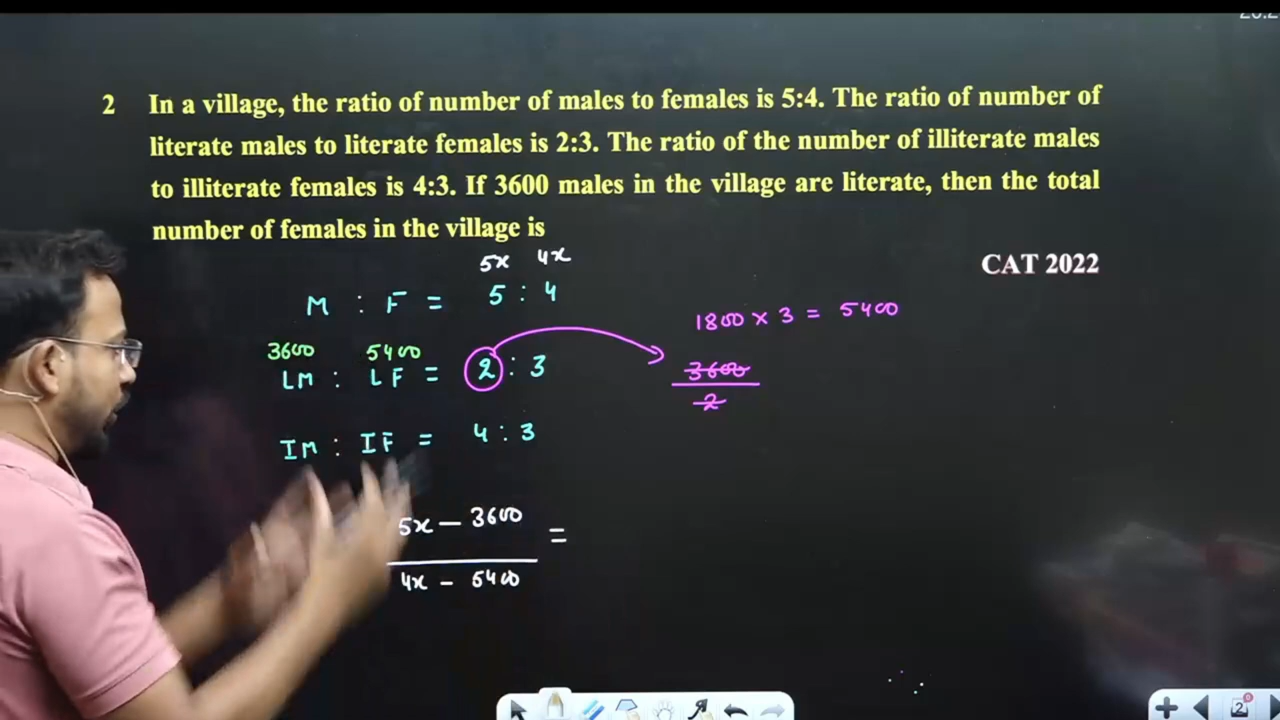 2 In a village, the ratio of number of males to females is 5:4. The ratio of number of
literate males to literate females is 2:3. The ratio of the number of illiterate males
to illiterate females is 4:3. If 3600 males in the village are literate, then the total
number of females in the village is
CAT 2022
5x 4x
M : F = 5 : 4
1800 × 3 = 5400
3600 5400
LM : LF = 2 : 3
3600
2
IM : IF = 4 : 3
5x - 3600 =
4x - 5400
2